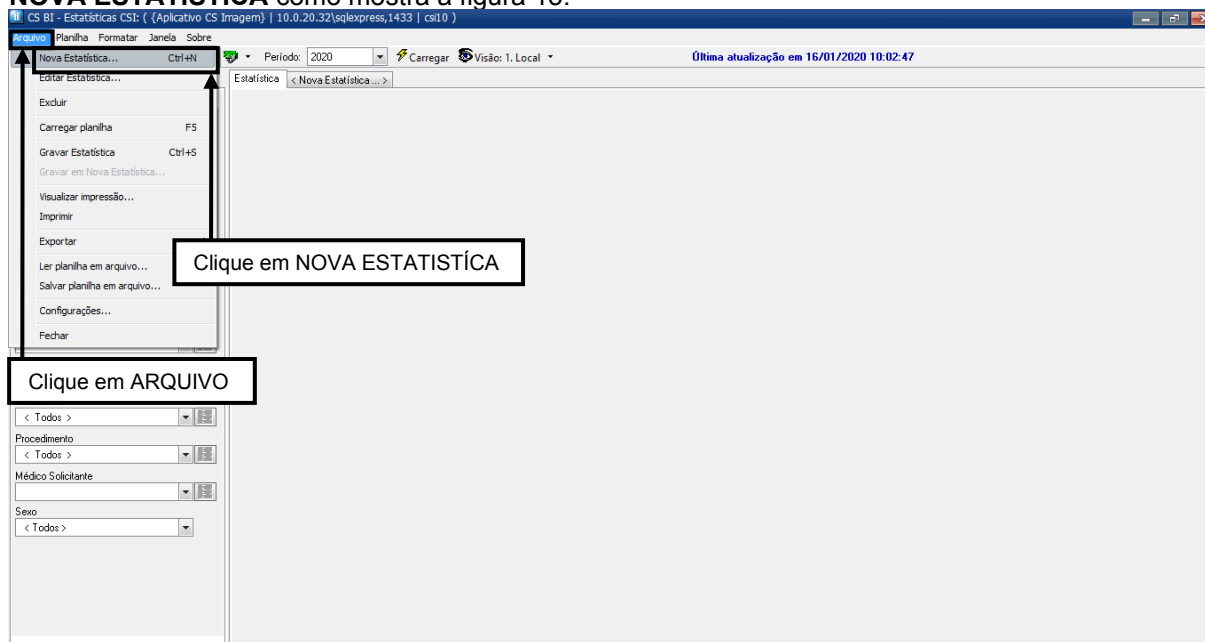 NOVA ESTATÍSTICA como mostra a figura
CS BI - Estatísticas CSI: ( {Aplicativo CS Imagem} | 10.0.20.32\sqlexpress,1433 | csi10 )
Arquivo Planilha Formatar Janela Sobre
Nova Estatística... Ctrl+N
Período: 2020 Carregar Visão: 1. Local Última atualização em 16/01/2020 10:02:47
Editar Estatística...
Estatística < Nova Estatística ... >
Excluir
Carregar planilha F5
Gravar Estatística Ctrl+S
Gravar em Nova Estatística...
Visualizar impressão...
Imprimir
Exportar
Clique em NOVA ESTATISTÍCA
Ler planilha em arquivo...
Salvar planilha em arquivo...
Configurações...
Fechar
Clique em ARQUIVO
< Todos >
Procedimento
< Todos >
Médico Solicitante
Sexo
< Todos >